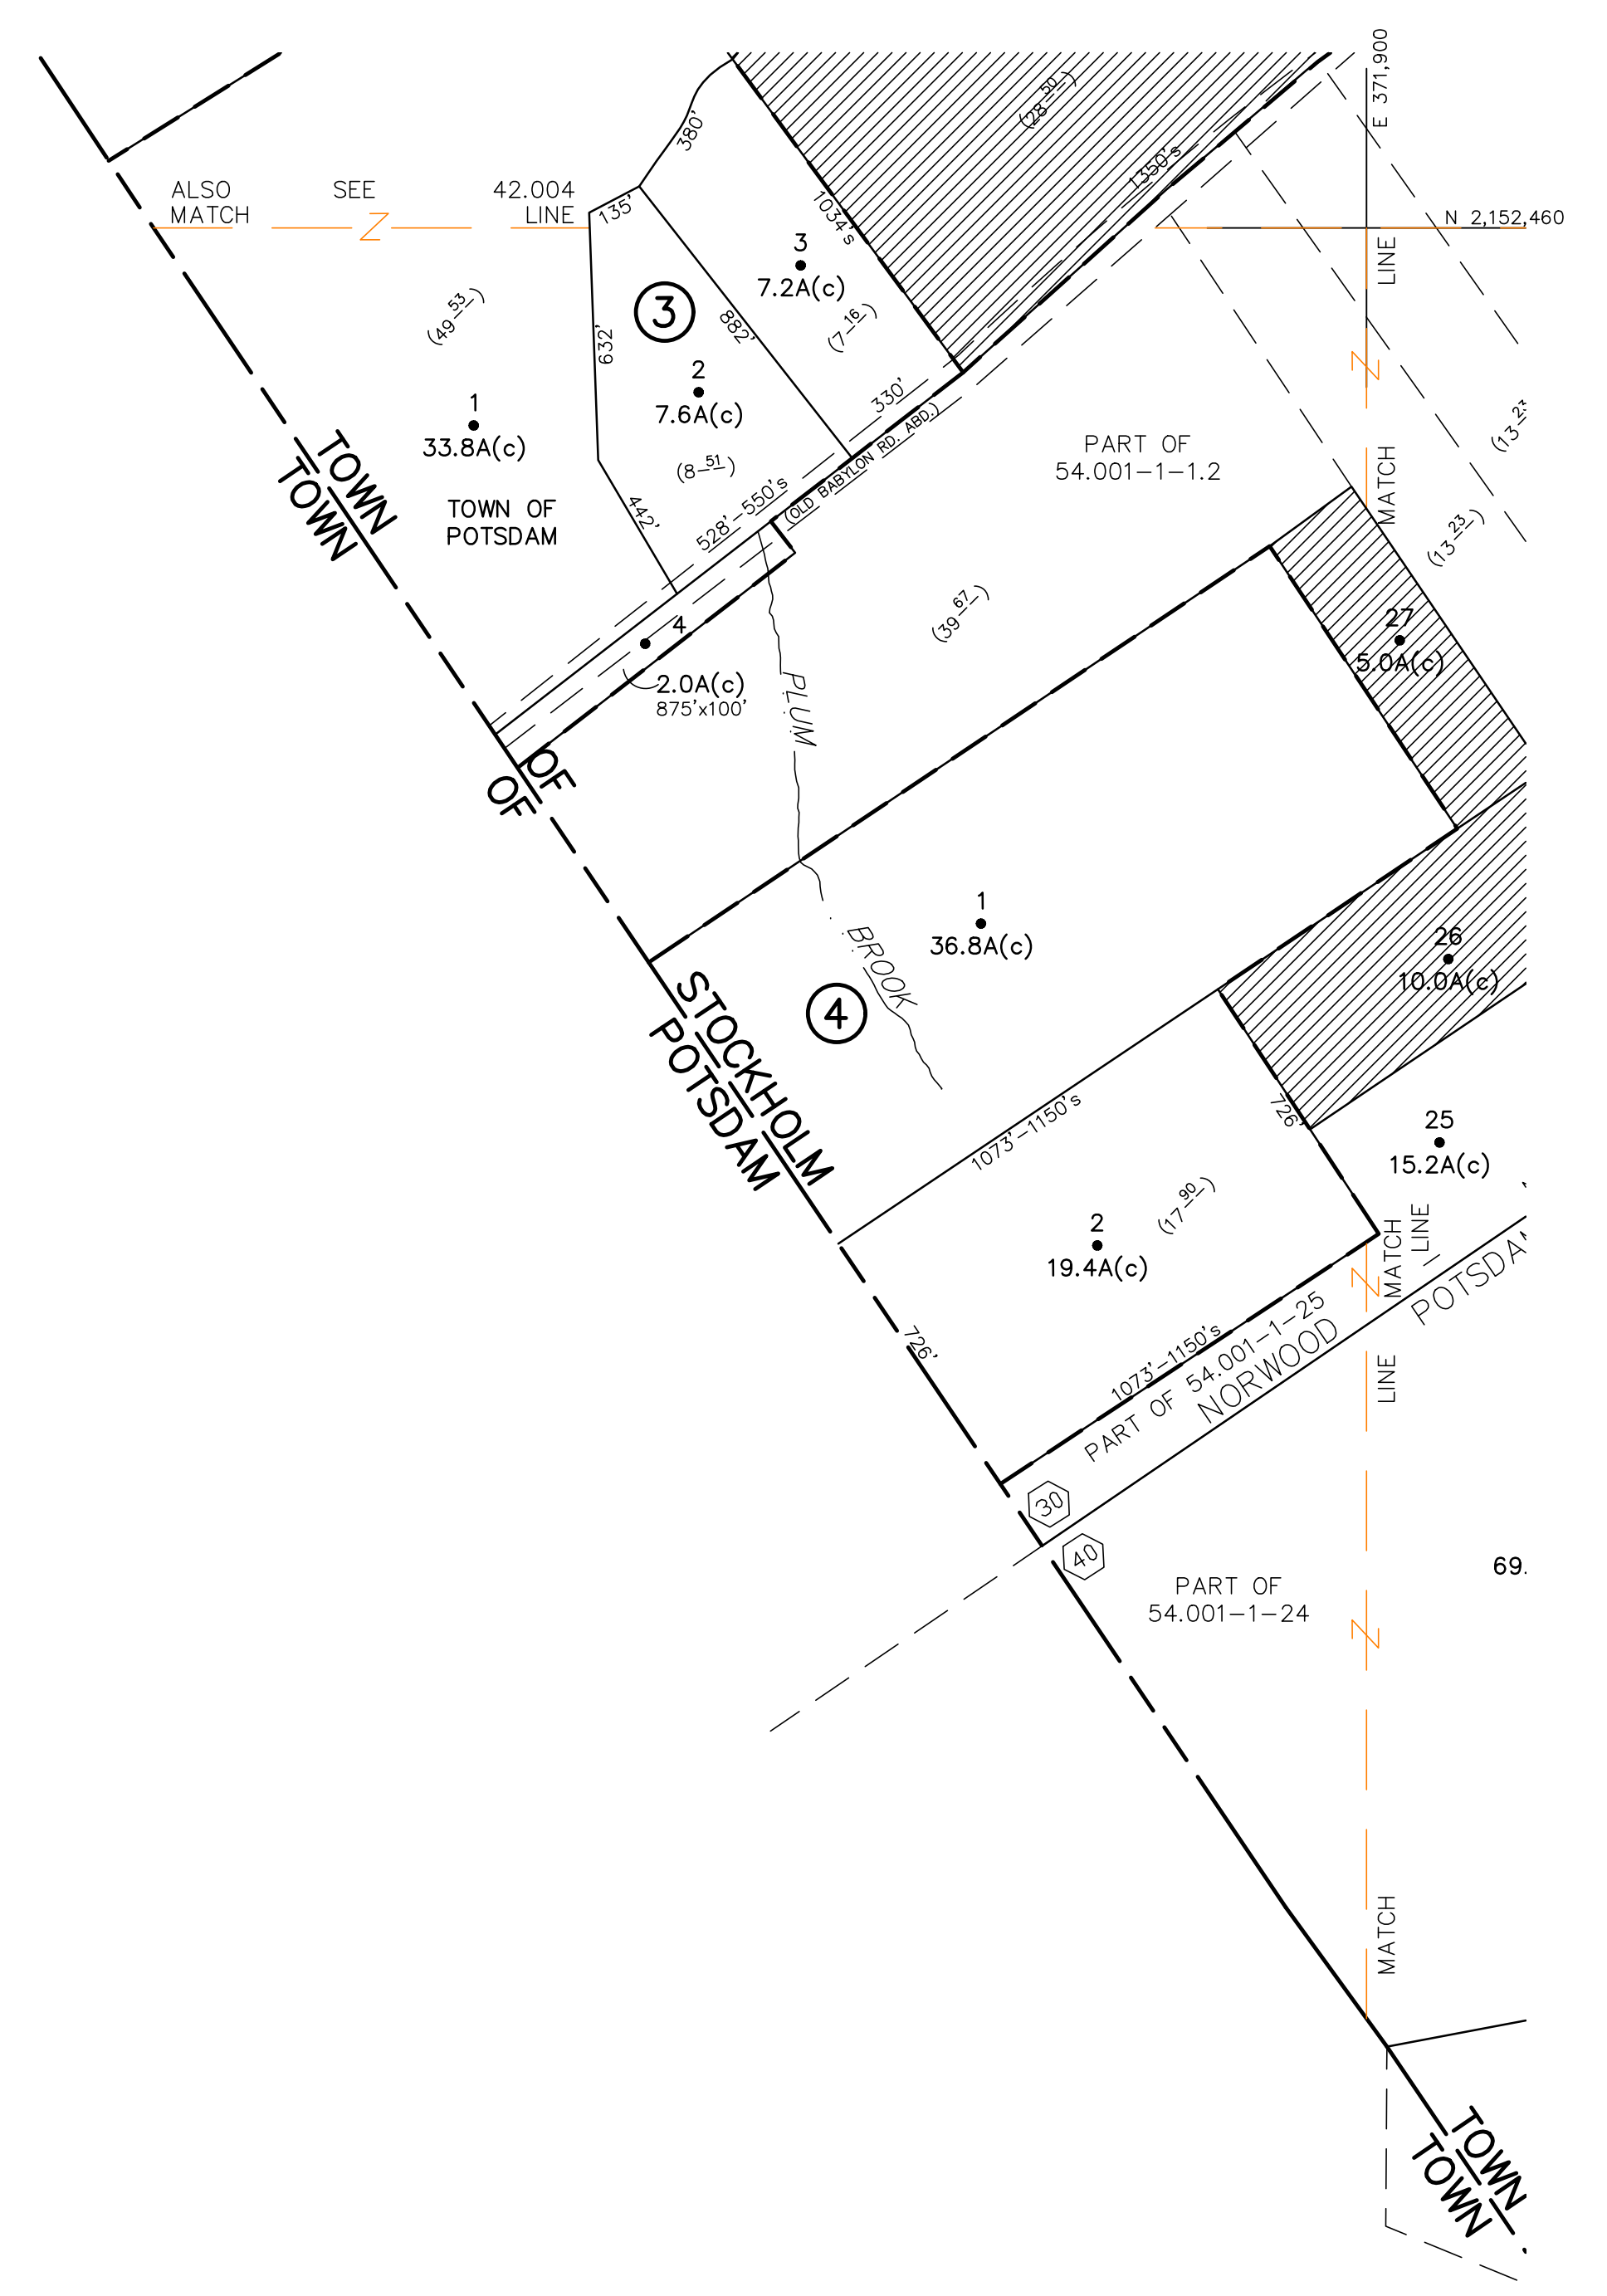 E 371,900
(28 50)
380'
1350's
ALSO SEE 42.004
MATCH LINE
135'
1034's
N 2,152,460
LINE
3
7.2A(c)
(7 16)
3
882'
632'
(49 53)
2
7.6A(c)
330'
(OLD BABYLON RD. ABD.)
1
33.8A(c)
(8 51)
PART OF
54.001-1-1.2
MATCH
(13 23
(13 23)
TOWN
TOWN
TOWN OF
POTSDAM
442'
528'-550's
(39 67)
4
2.0A(c)
875'x100'
27
5.0A(c)
PLUM
OF
OF
1
36.8A(c)
BROOK
26
10.0A(c)
4
STOCKHOLM
POTSDAM
1073'-1150's
726'
25
15.2A(c)
(17 90)
2
19.4A(c)
MATCH
LINE
POTSDA
726'
1073'-1150's
PART OF 54.001-1-25
NORWOOD
LINE
30
40
PART OF
54.001-1-24
69.
MATCH
TOWN
TOWN